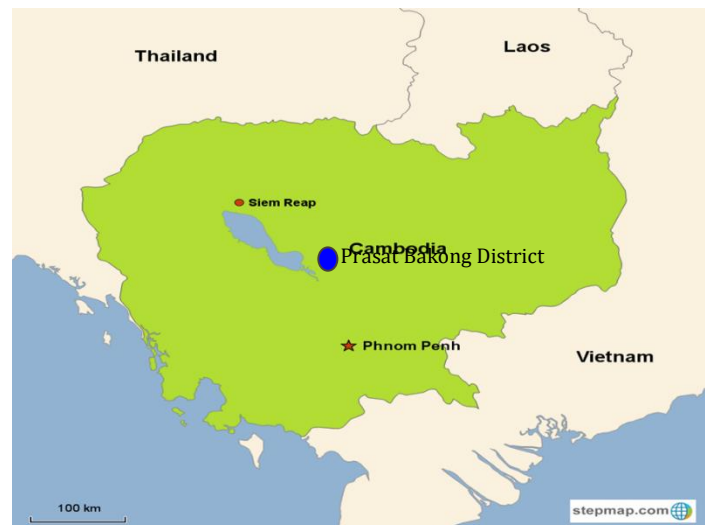 Laos
Thailand
Siem Reap
Cambodia
Prasat Bakong District
Phnom Penh
Vietnam
100 km
stepmap.com